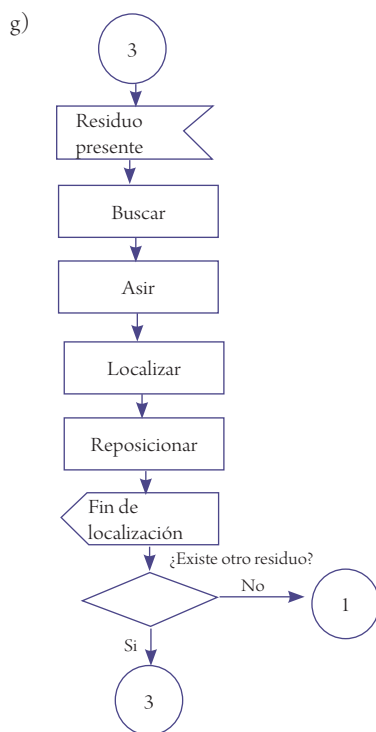 g)
3
Residuo
presente
Buscar
Asir
Localizar
Reposicionar
Fin de
localización
¿Existe otro residuo?
No
1
Si
3